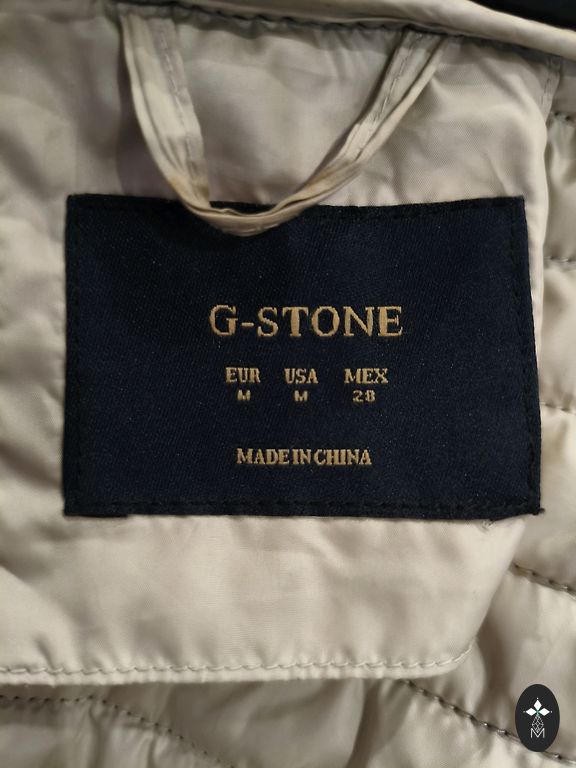 G-STONE
EUR USA MEX
M M 28
MADE IN CHINA
M